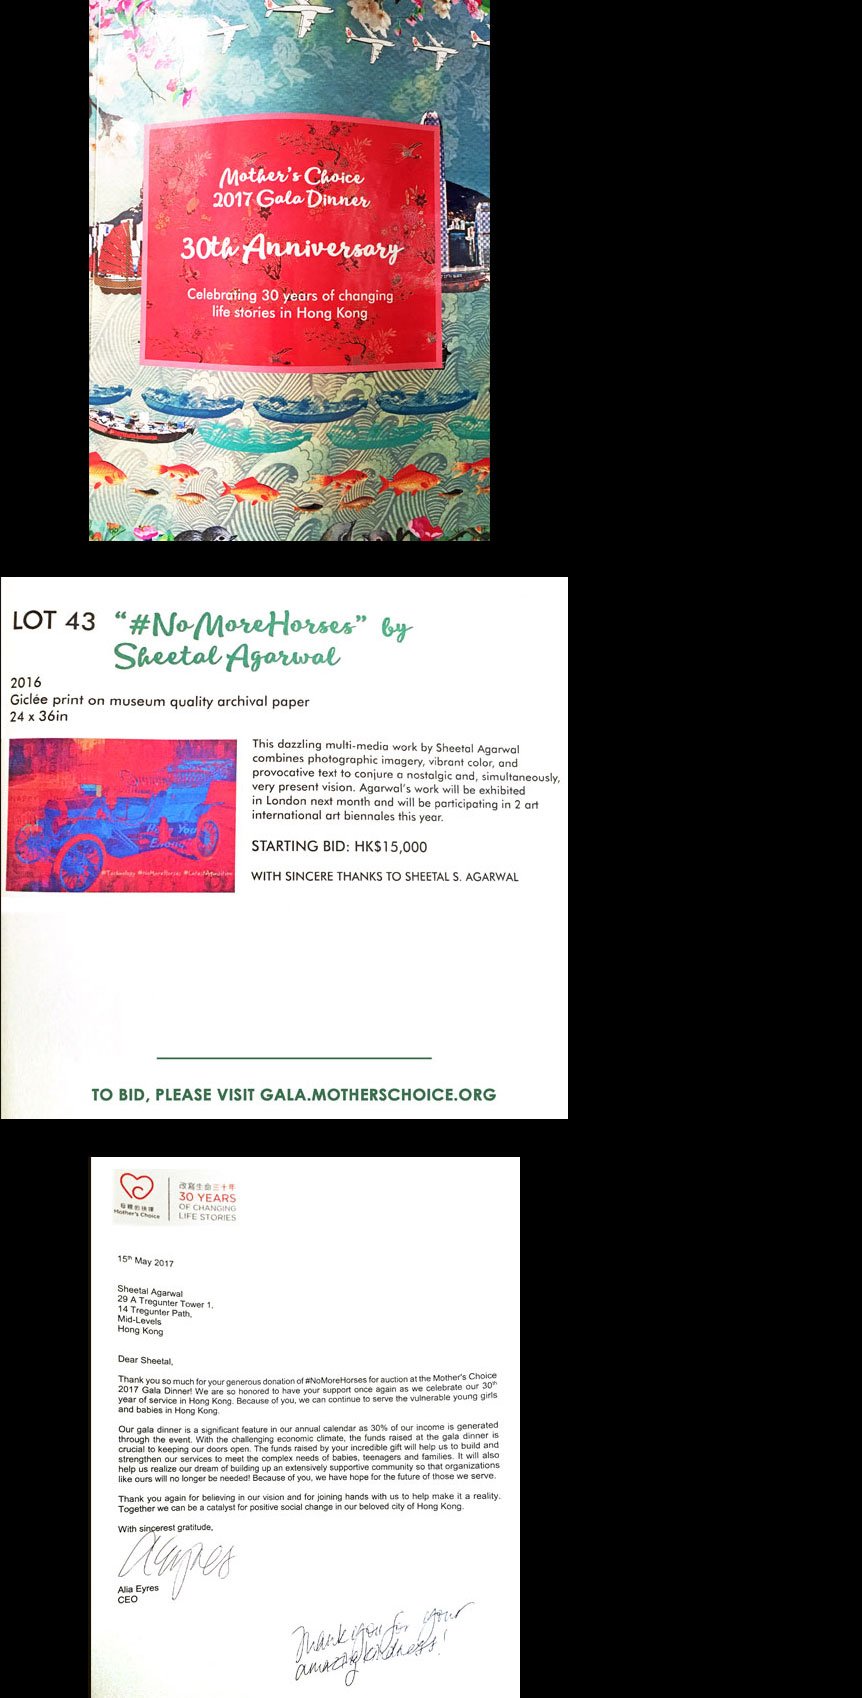 Mother's Choice
2017 Gala Dinner
30th Anniversary
Celebrating 30 years of changing
life stories in Hong Kong
LOT 43 "#NoMoreHorses" by
Sheetal Agarwal
2016
Giclée print on museum quality archival paper
24 x 36in
This dazzling multi-media work by Sheetal Agarwal
combines photographic imagery, vibrant color, and
provocative text to conjure a nostalgic and, simultaneously,
very present vision. Agarwal's work will be exhibited
in London next month and will be participating in 2 art
international art biennales this year.
STARTING BID: HK$15,000
WITH SINCERE THANKS TO SHEETAL S. AGARWAL
You
#Technology #NoMoreHorses
TO BID, PLEASE VISIT GALA.MOTHERSCHOICE.ORG
改寫生命三十年
30 YEARS
OF CHANGING
LIFE STORIES
母親的抉擇
Mother's Choice
15th May 2017
Sheetal Agarwal
29 A Tregunter Tower 1,
14 Tregunter Path,
Mid-Levels
Hong Kong
Dear Sheetal,
Thank you so much for your generous donation of #NoMoreHorses for auction at the Mother's Choice
2017 Gala Dinner! We are so honored to have your support once again as we celebrate our 30th
year of service in Hong Kong. Because of you, we can continue to serve the vulnerable young girls
and babies in Hong Kong.
Our gala dinner is a significant feature in our annual calendar as 30% of our income is generated
through the event. With the challenging economic climate, the funds raised at the gala dinner is
crucial to keeping our doors open. The funds raised by your incredible gift will help us to build and
strengthen our services to meet the complex needs of babies, teenagers and families. It will also
help us realize our dream of building up an extensively supportive community so that organizations
like ours will no longer be needed! Because of you, we have hope for the future of those we serve.
Thank you again for believing in our vision and for joining hands with us to help make it a reality.
Together we can be a catalyst for positive social change in our beloved city of Hong Kong.
With sincerest gratitude,
AEyres
Alia Eyres
CEO
Thank you for your
amazing kindness!